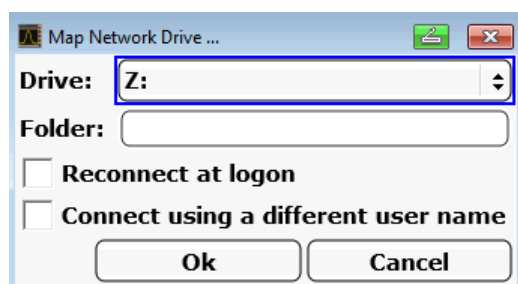 Map Network Drive ...
Drive: Z:
Folder:
Reconnect at logon
Connect using a different user name
Ok Cancel